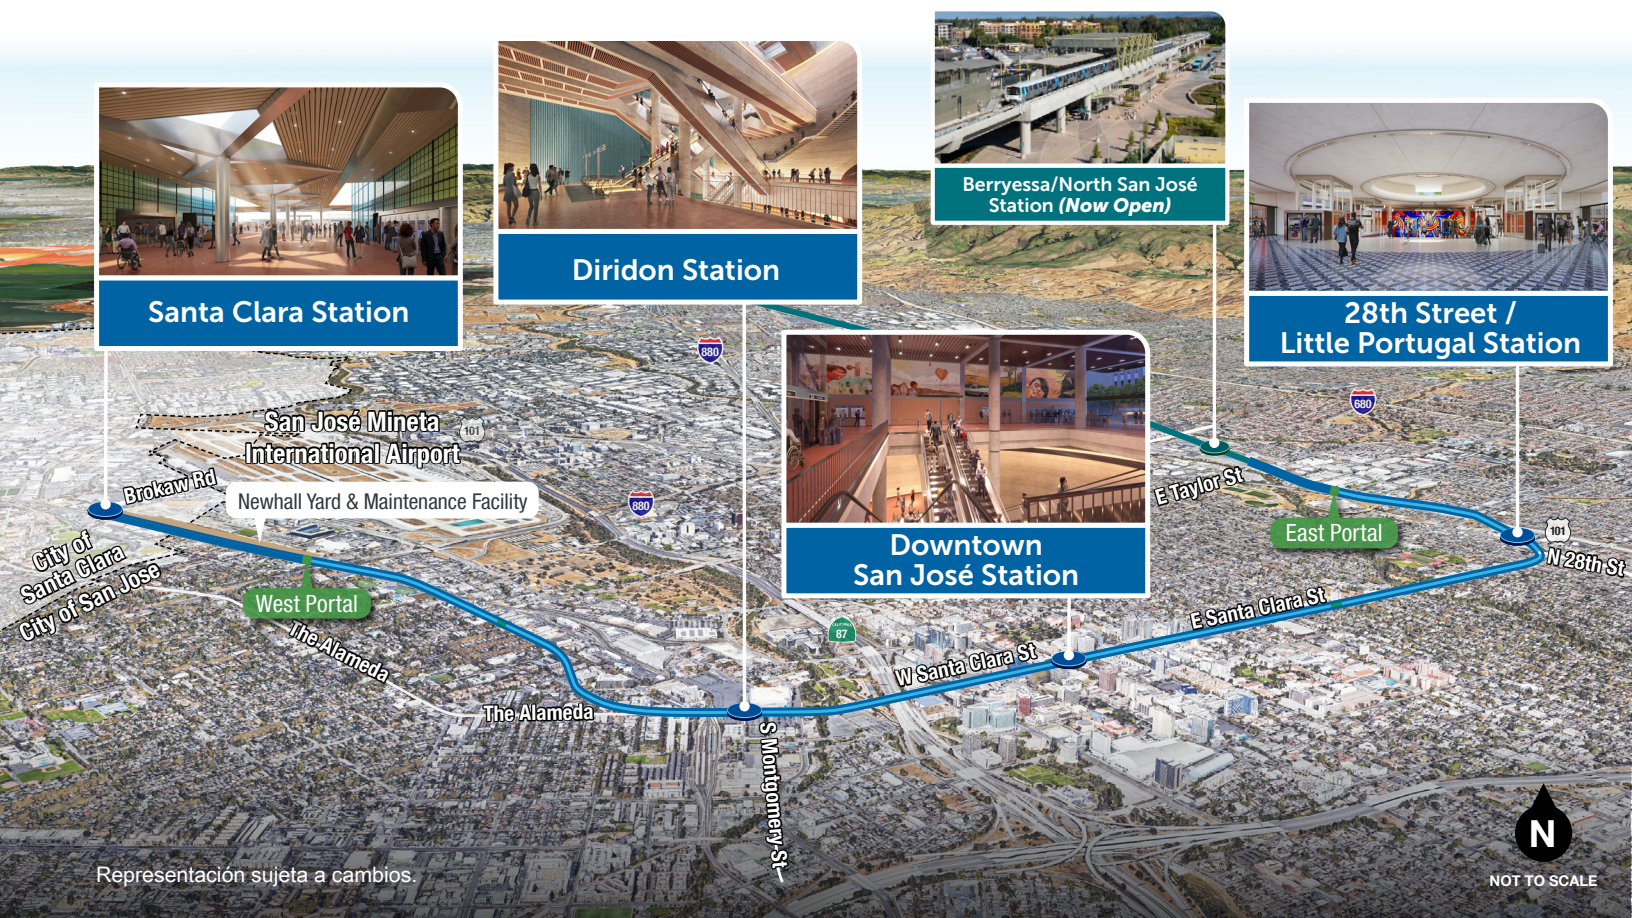 Berryessa/North San José
Station (Now Open)
Diridon Station
Santa Clara Station
28th Street /
Little Portugal Station
880
680
San José Mineta
International Airport
101
Brokaw Rd
Newhall Yard & Maintenance Facility
880
E Taylor St
East Portal
101
N 28th St
Downtown
San José Station
City of
Santa Clara
City of San Jose
West Portal
The Alameda
CALIFORNIA
87
E Santa Clara St
W Santa Clara St
The Alameda
S Montgomery St
N
NOT TO SCALE
Representación sujeta a cambios.